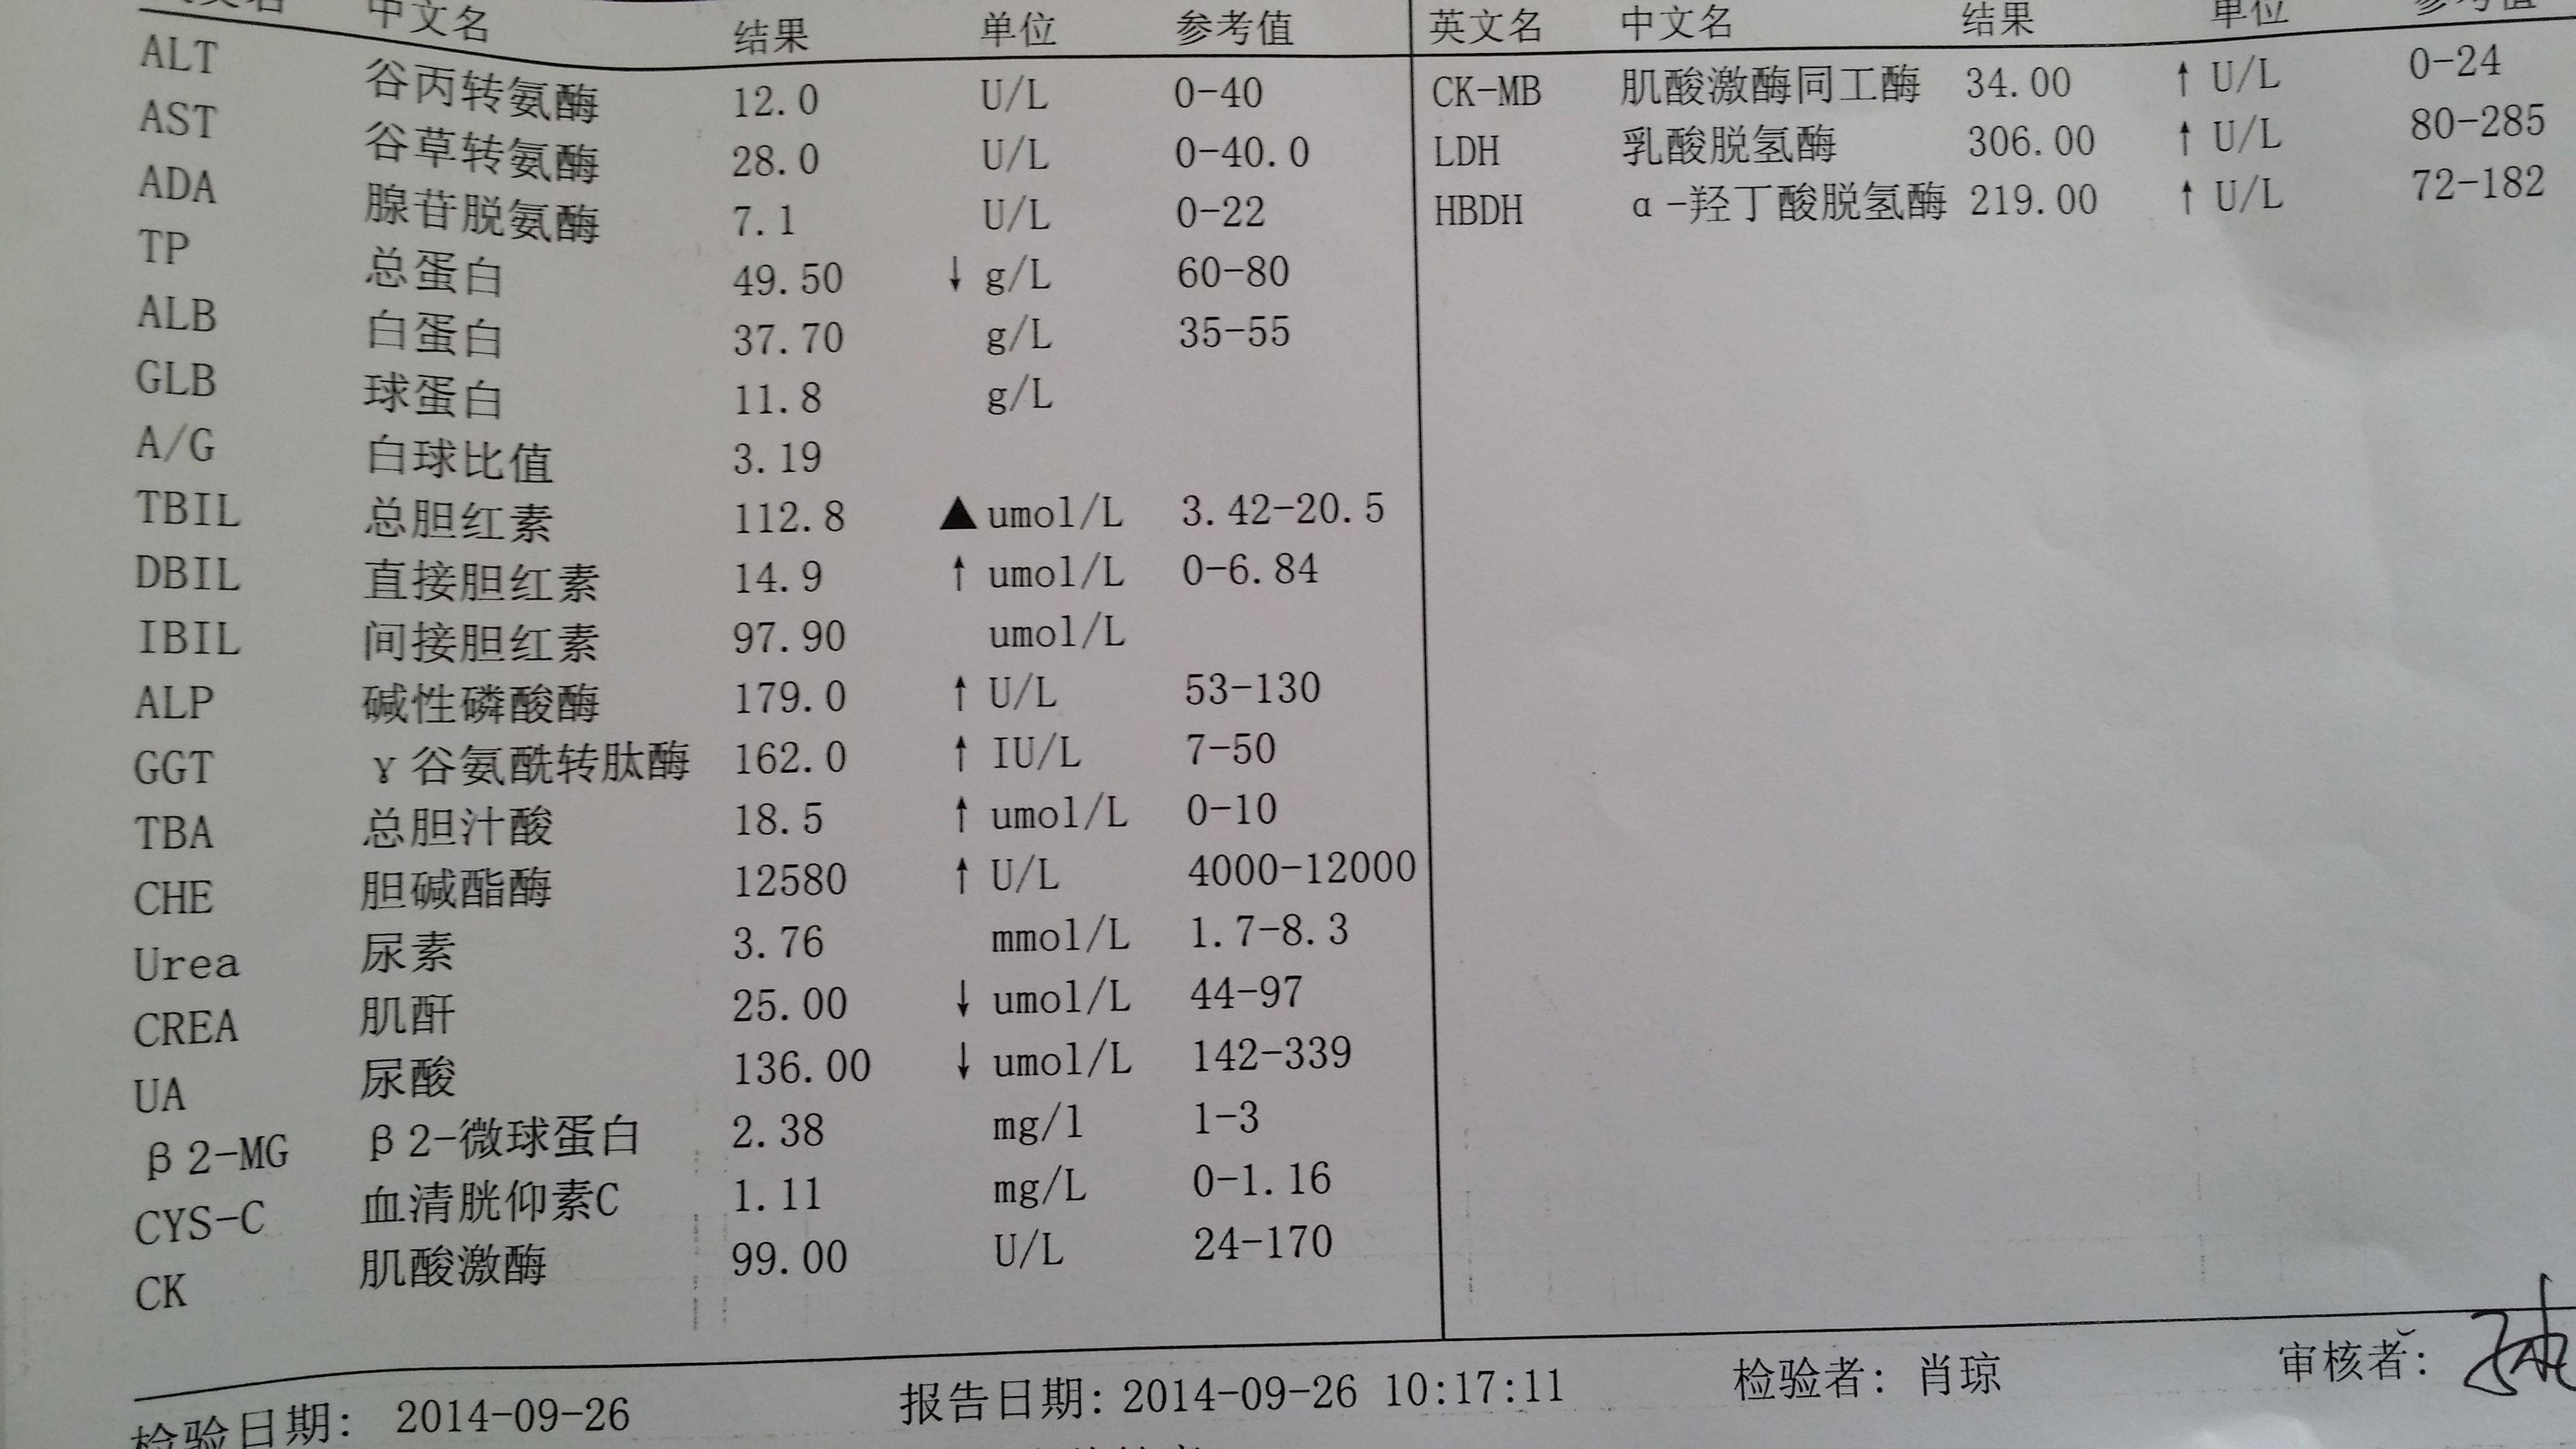 中文名 结果 单位 参考值 英文名 中文名 结果 单位 参考值
ALT 谷丙转氨酶 12.0 U/L 0-40 CK-MB 肌酸激酶同工酶 34.00 ↑ U/L 0-24
AST 谷草转氨酶 28.0 U/L 0-40.0 LDH 乳酸脱氢酶 306.00 ↑ U/L 80-285
ADA 腺苷脱氨酶 7.1 U/L 0-22 HBDH α-羟丁酸脱氢酶 219.00 ↑ U/L 72-182
TP 总蛋白 49.50 ↓ g/L 60-80
ALB 白蛋白 37.70 g/L 35-55
GLB 球蛋白 11.8 g/L
A/G 白球比值 3.19
TBIL 总胆红素 112.8 ▲ umol/L 3.42-20.5
DBIL 直接胆红素 14.9 ↑ umol/L 0-6.84
IBIL 间接胆红素 97.90 umol/L
ALP 碱性磷酸酶 179.0 ↑ U/L 53-130
GGT γ谷氨酰转肽酶 162.0 ↑ IU/L 7-50
TBA 总胆汁酸 18.5 ↑ umol/L 0-10
CHE 胆碱酯酶 12580 ↑ U/L 4000-12000
Urea 尿素 3.76 mmol/L 1.7-8.3
CREA 肌酐 25.00 ↓ umol/L 44-97
UA 尿酸 136.00 ↓ umol/L 142-339
β2-MG β2-微球蛋白 2.38 mg/l 1-3
CYS-C 血清胱仰素C 1.11 mg/L 0-1.16
CK 肌酸激酶 99.00 U/L 24-170
检验日期: 2014-09-26 报告日期: 2014-09-26 10:17:11 检验者: 肖琼 审核者: